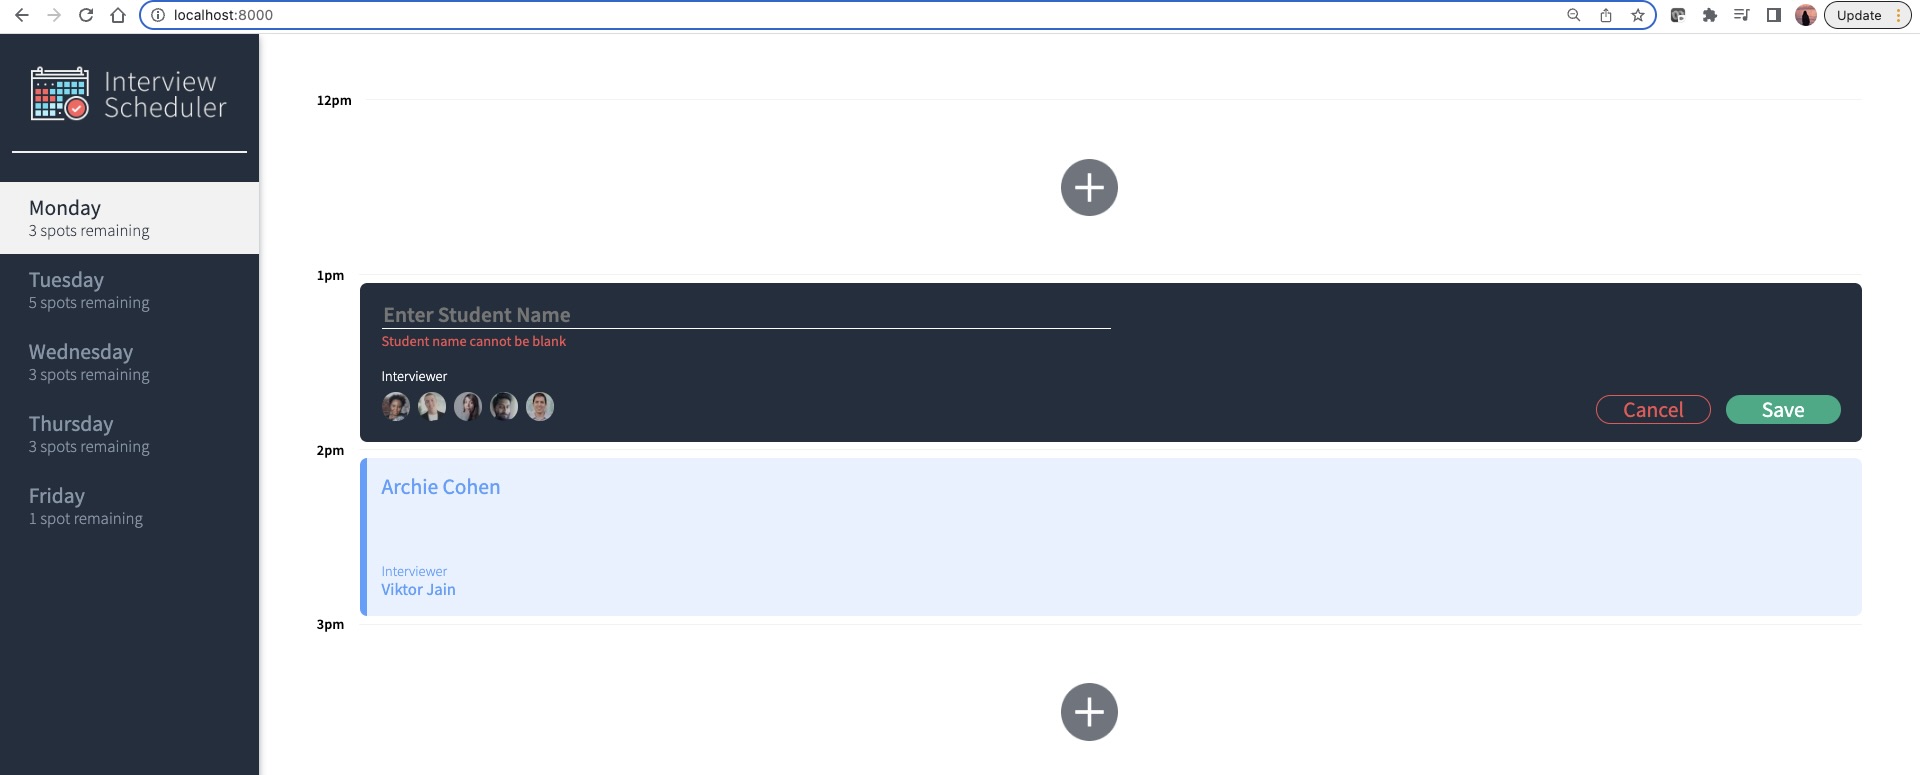 localhost:8000
Update
Interview
Scheduler
Monday
3 spots remaining
Tuesday
5 spots remaining
Wednesday
3 spots remaining
Thursday
3 spots remaining
Friday
1 spot remaining
12pm
1pm
Enter Student Name
Student name cannot be blank
Interviewer
Cancel
Save
2pm
Archie Cohen
Interviewer
Viktor Jain
3pm